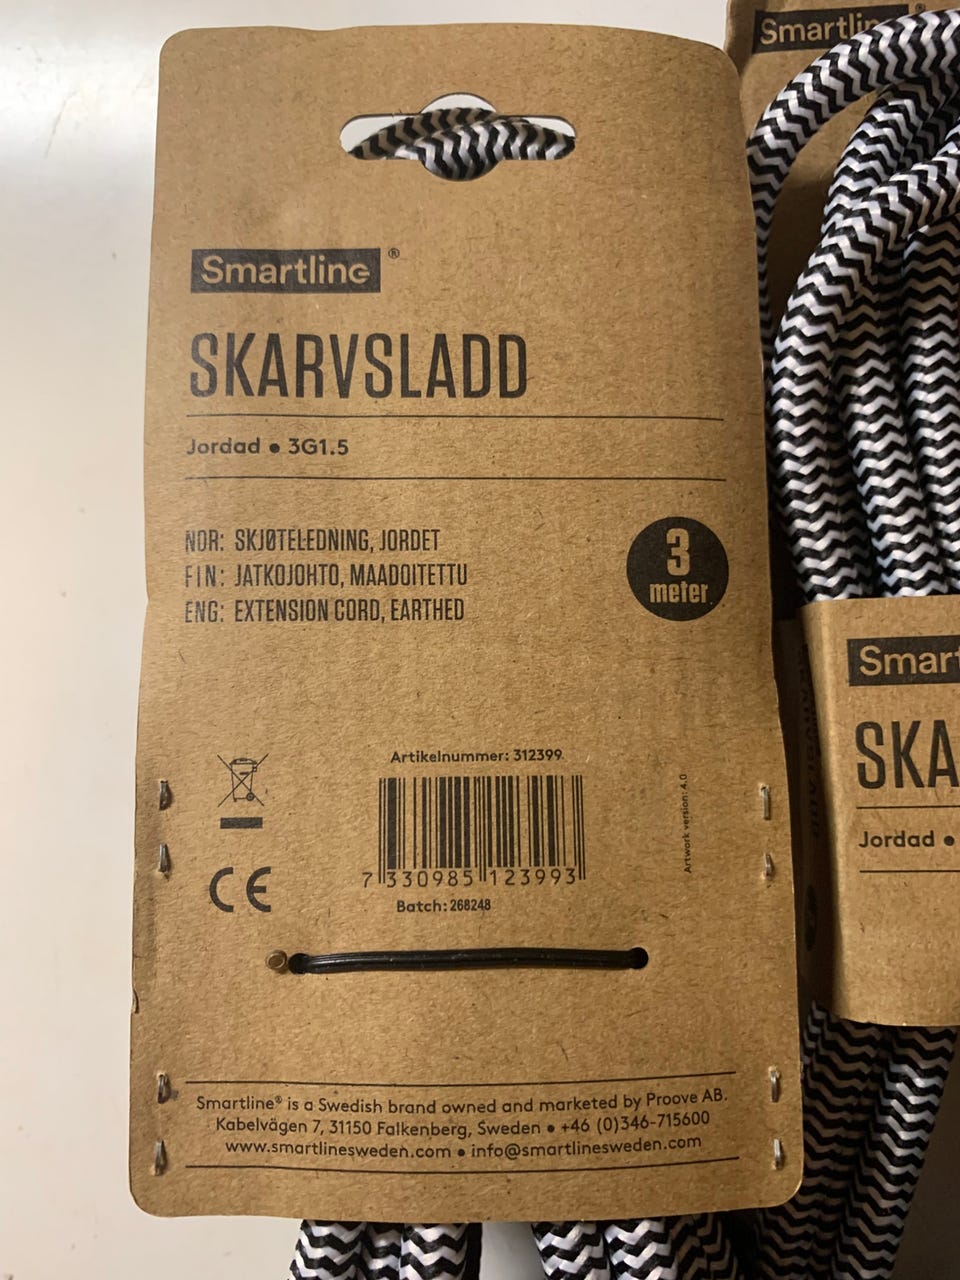 Smartline®
SKARVSLADD
Jordad • 3G1.5
NOR: SKJØTELEDNING, JORDET
FIN: JATKOJOHTO, MAADOITETTU
ENG: EXTENSION CORD, EARTHED
3
meter
Artikelnummer: 312399
7 330985 123993
Batch: 268248
Artwork version: 4.0
CE
Smartline® is a Swedish brand owned and marketed by Proove AB.
Kabelvägen 7, 31150 Falkenberg, Sweden • +46 (0)346-715600
www.smartlinesweden.com • info@smartlinesweden.com
Smartline®
Smart
SKA
Jordad •